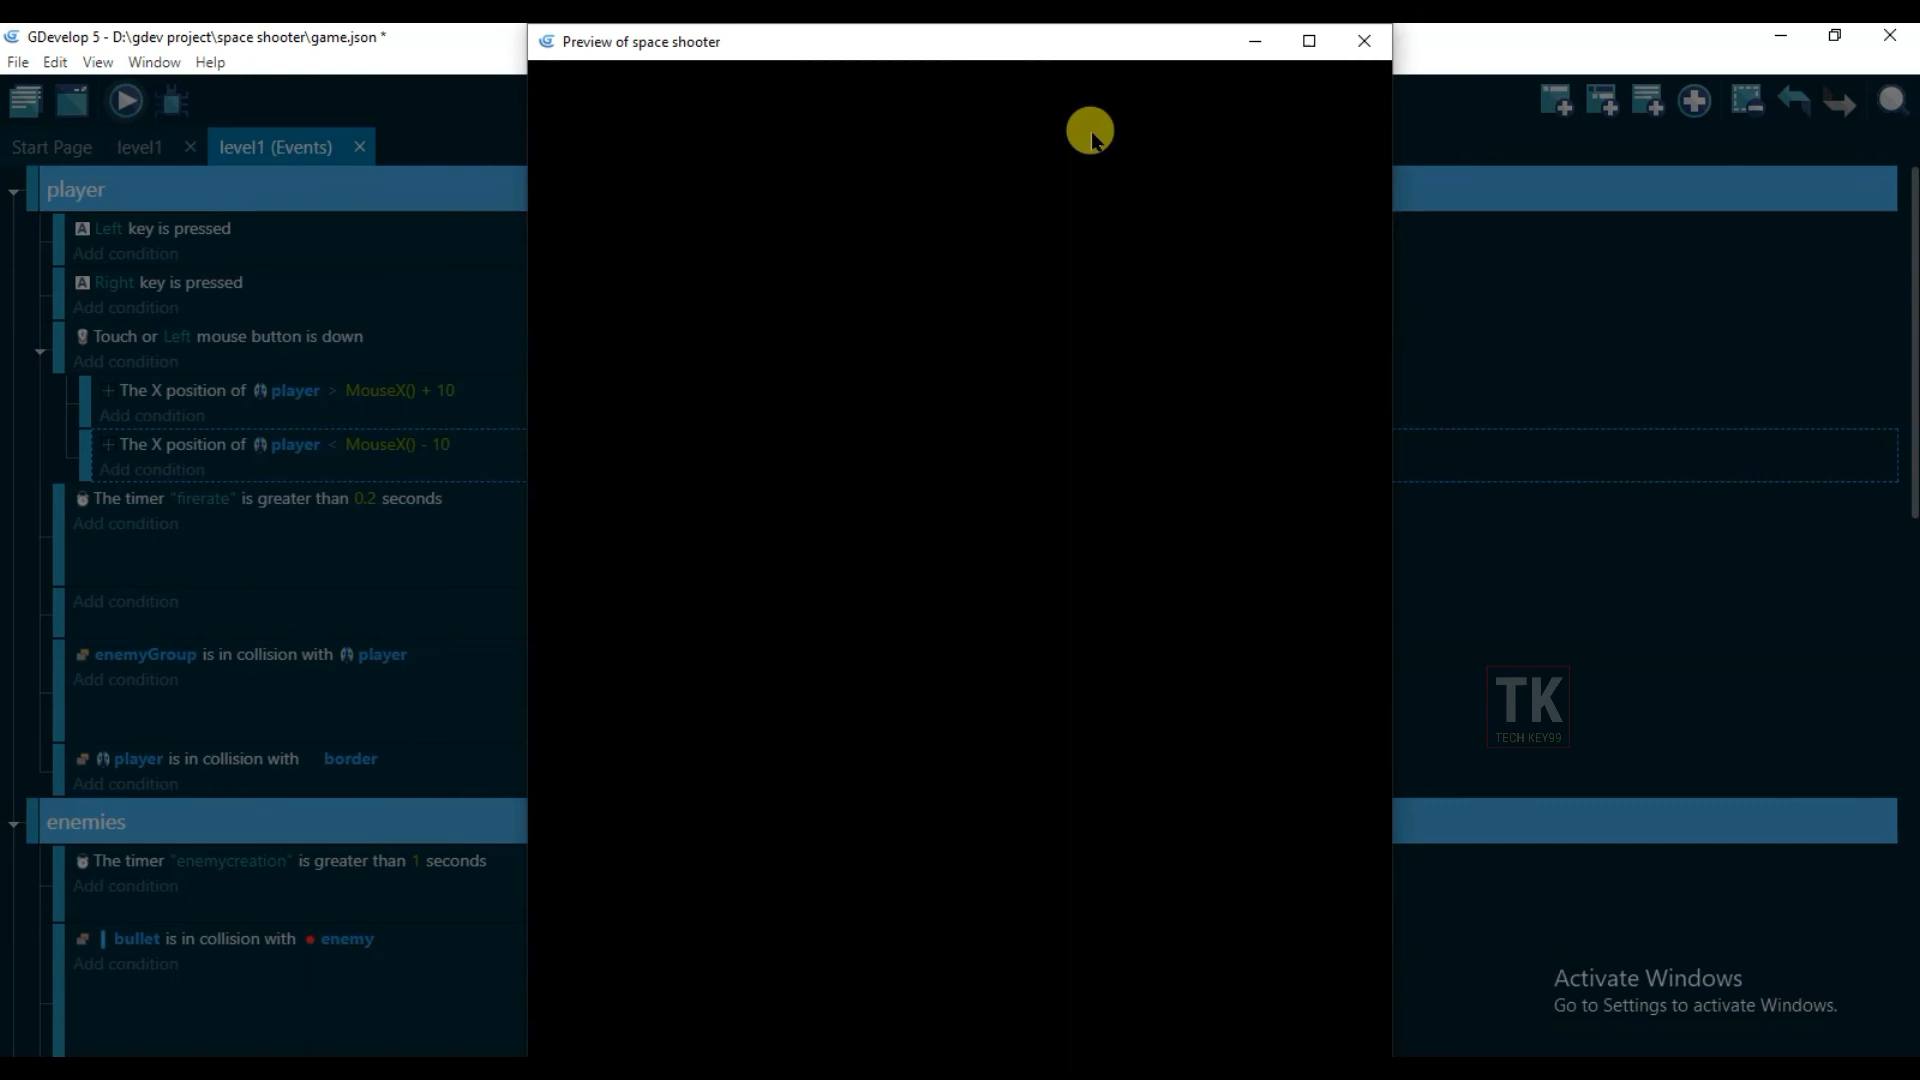 GDevelop 5 - D:\gdev project\space shooter\game.json *
Preview of space shooter
File Edit View Window Help
Start Page level1 level1 (Events)
player
A Left key is pressed
Add condition
A Right key is pressed
Add condition
Touch or Left mouse button is down
Add condition
The X position of player > MouseX() + 10
Add condition
The X position of player < MouseX() - 10
Add condition
The timer "firerate" is greater than 0.2 seconds
Add condition
Add condition
enemyGroup is in collision with player
Add condition
player is in collision with border
Add condition
enemies
The timer "enemycreation" is greater than 1 seconds
Add condition
bullet is in collision with enemy
Add condition
TK
TECH KEY99
Activate Windows
Go to Settings to activate Windows.